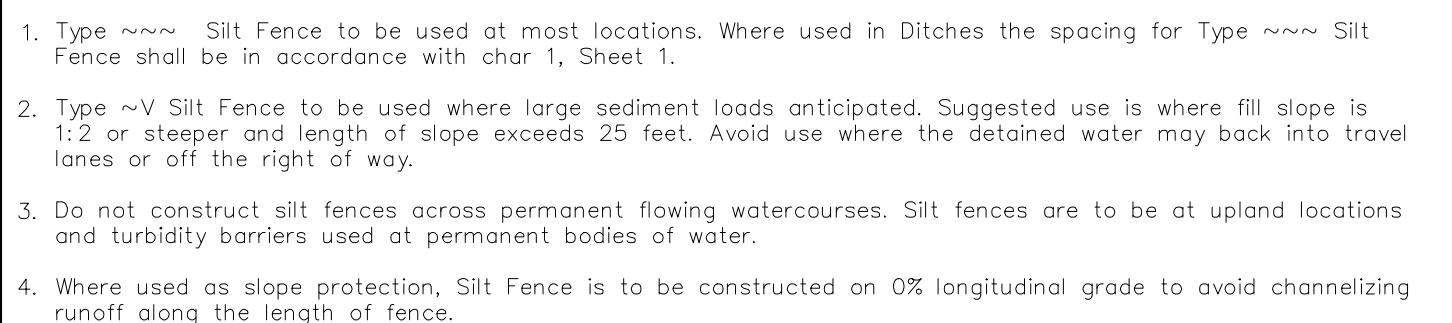 1. Type ~~~ Silt Fence to be used at most locations. Where used in Ditches the spacing for Type ~~~ Silt
Fence shall be in accordance with char 1, Sheet 1.
2. Type ~V Silt Fence to be used where large sediment loads anticipated. Suggested use is where fill slope is
1:2 or steeper and length of slope exceeds 25 feet. Avoid use where the detained water may back into travel
lanes or off the right of way.
3. Do not construct silt fences across permanent flowing watercourses. Silt fences are to be at upland locations
and turbidity barriers used at permanent bodies of water.
4. Where used as slope protection, Silt Fence is to be constructed on 0% longitudinal grade to avoid channelizing
runoff along the length of fence.